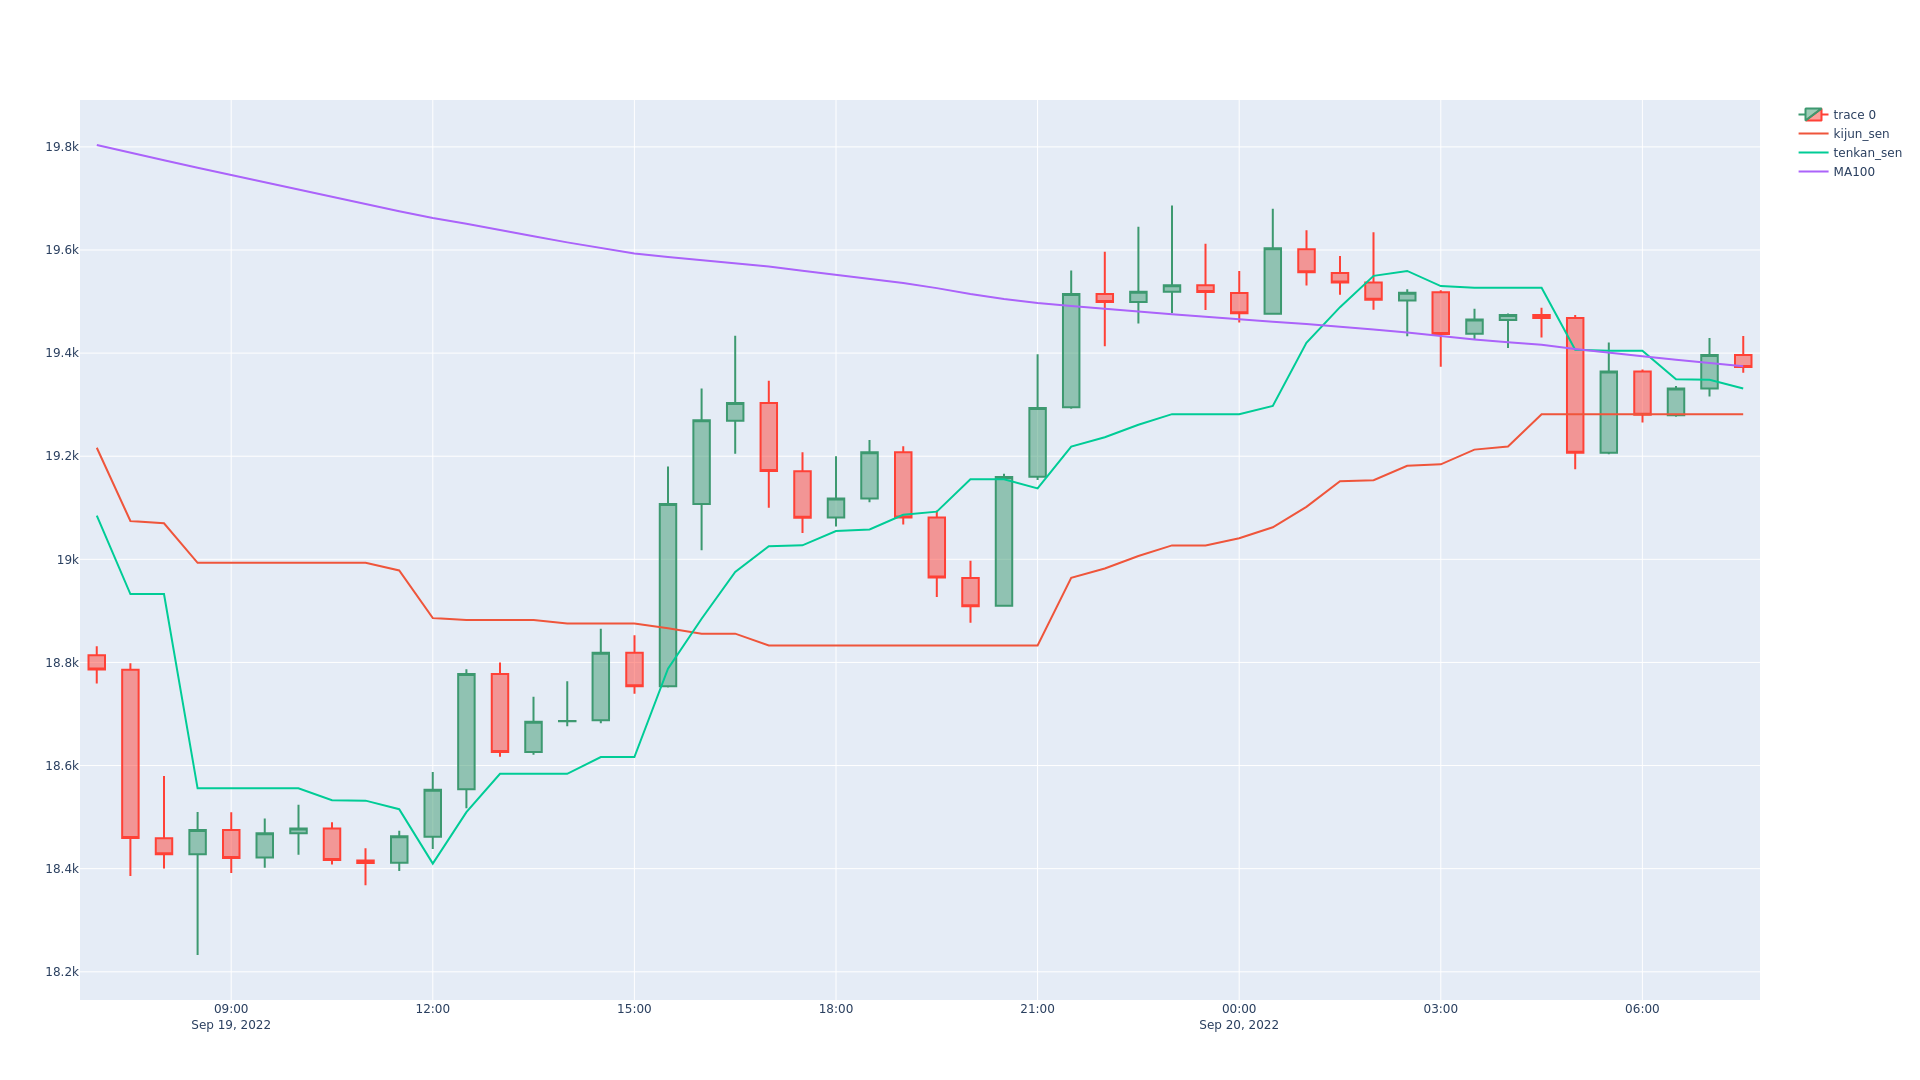 19.8k
19.6k
19.4k
19.2k
19k
18.8k
18.6k
18.4k
18.2k
09:00
Sep 19, 2022
12:00
15:00
18:00
21:00
00:00
Sep 20, 2022
03:00
06:00
trace 0
kijun_sen
tenkan_sen
MA100